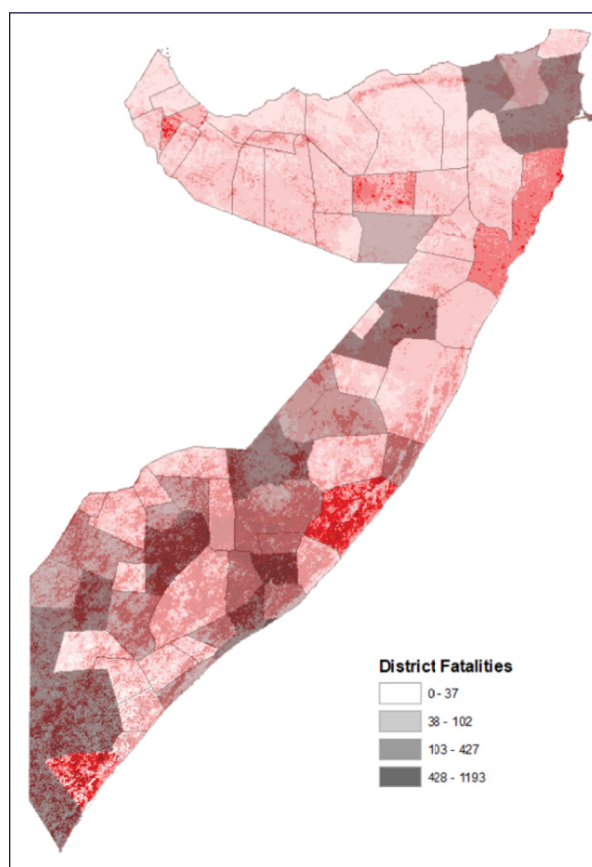 District Fatalities
0 - 37
38 - 102
103 - 427
428 - 1193